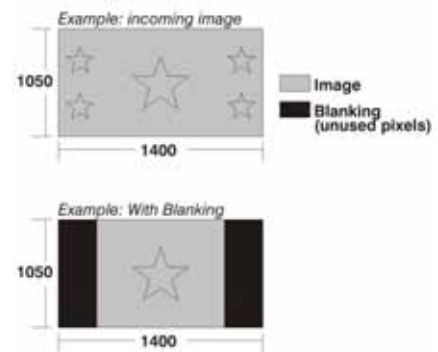 Example: incoming image
1050
1400
Image
Blanking
(unused pixels)
Example: With Blanking
1050
1400